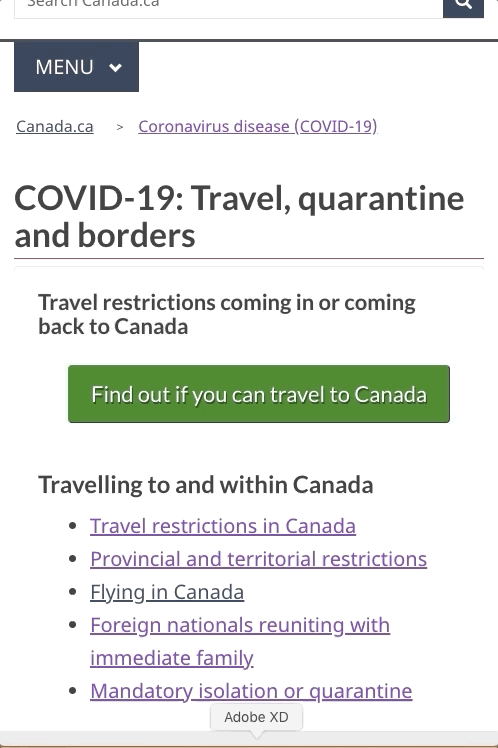 Search Canada.ca
MENU
Canada.ca > Coronavirus disease (COVID-19)
COVID-19: Travel, quarantine
and borders
Travel restrictions coming in or coming
back to Canada
Find out if you can travel to Canada
Travelling to and within Canada
• Travel restrictions in Canada
• Provincial and territorial restrictions
• Flying in Canada
• Foreign nationals reuniting with
immediate family
• Mandatory isolation or quarantine
Adobe XD